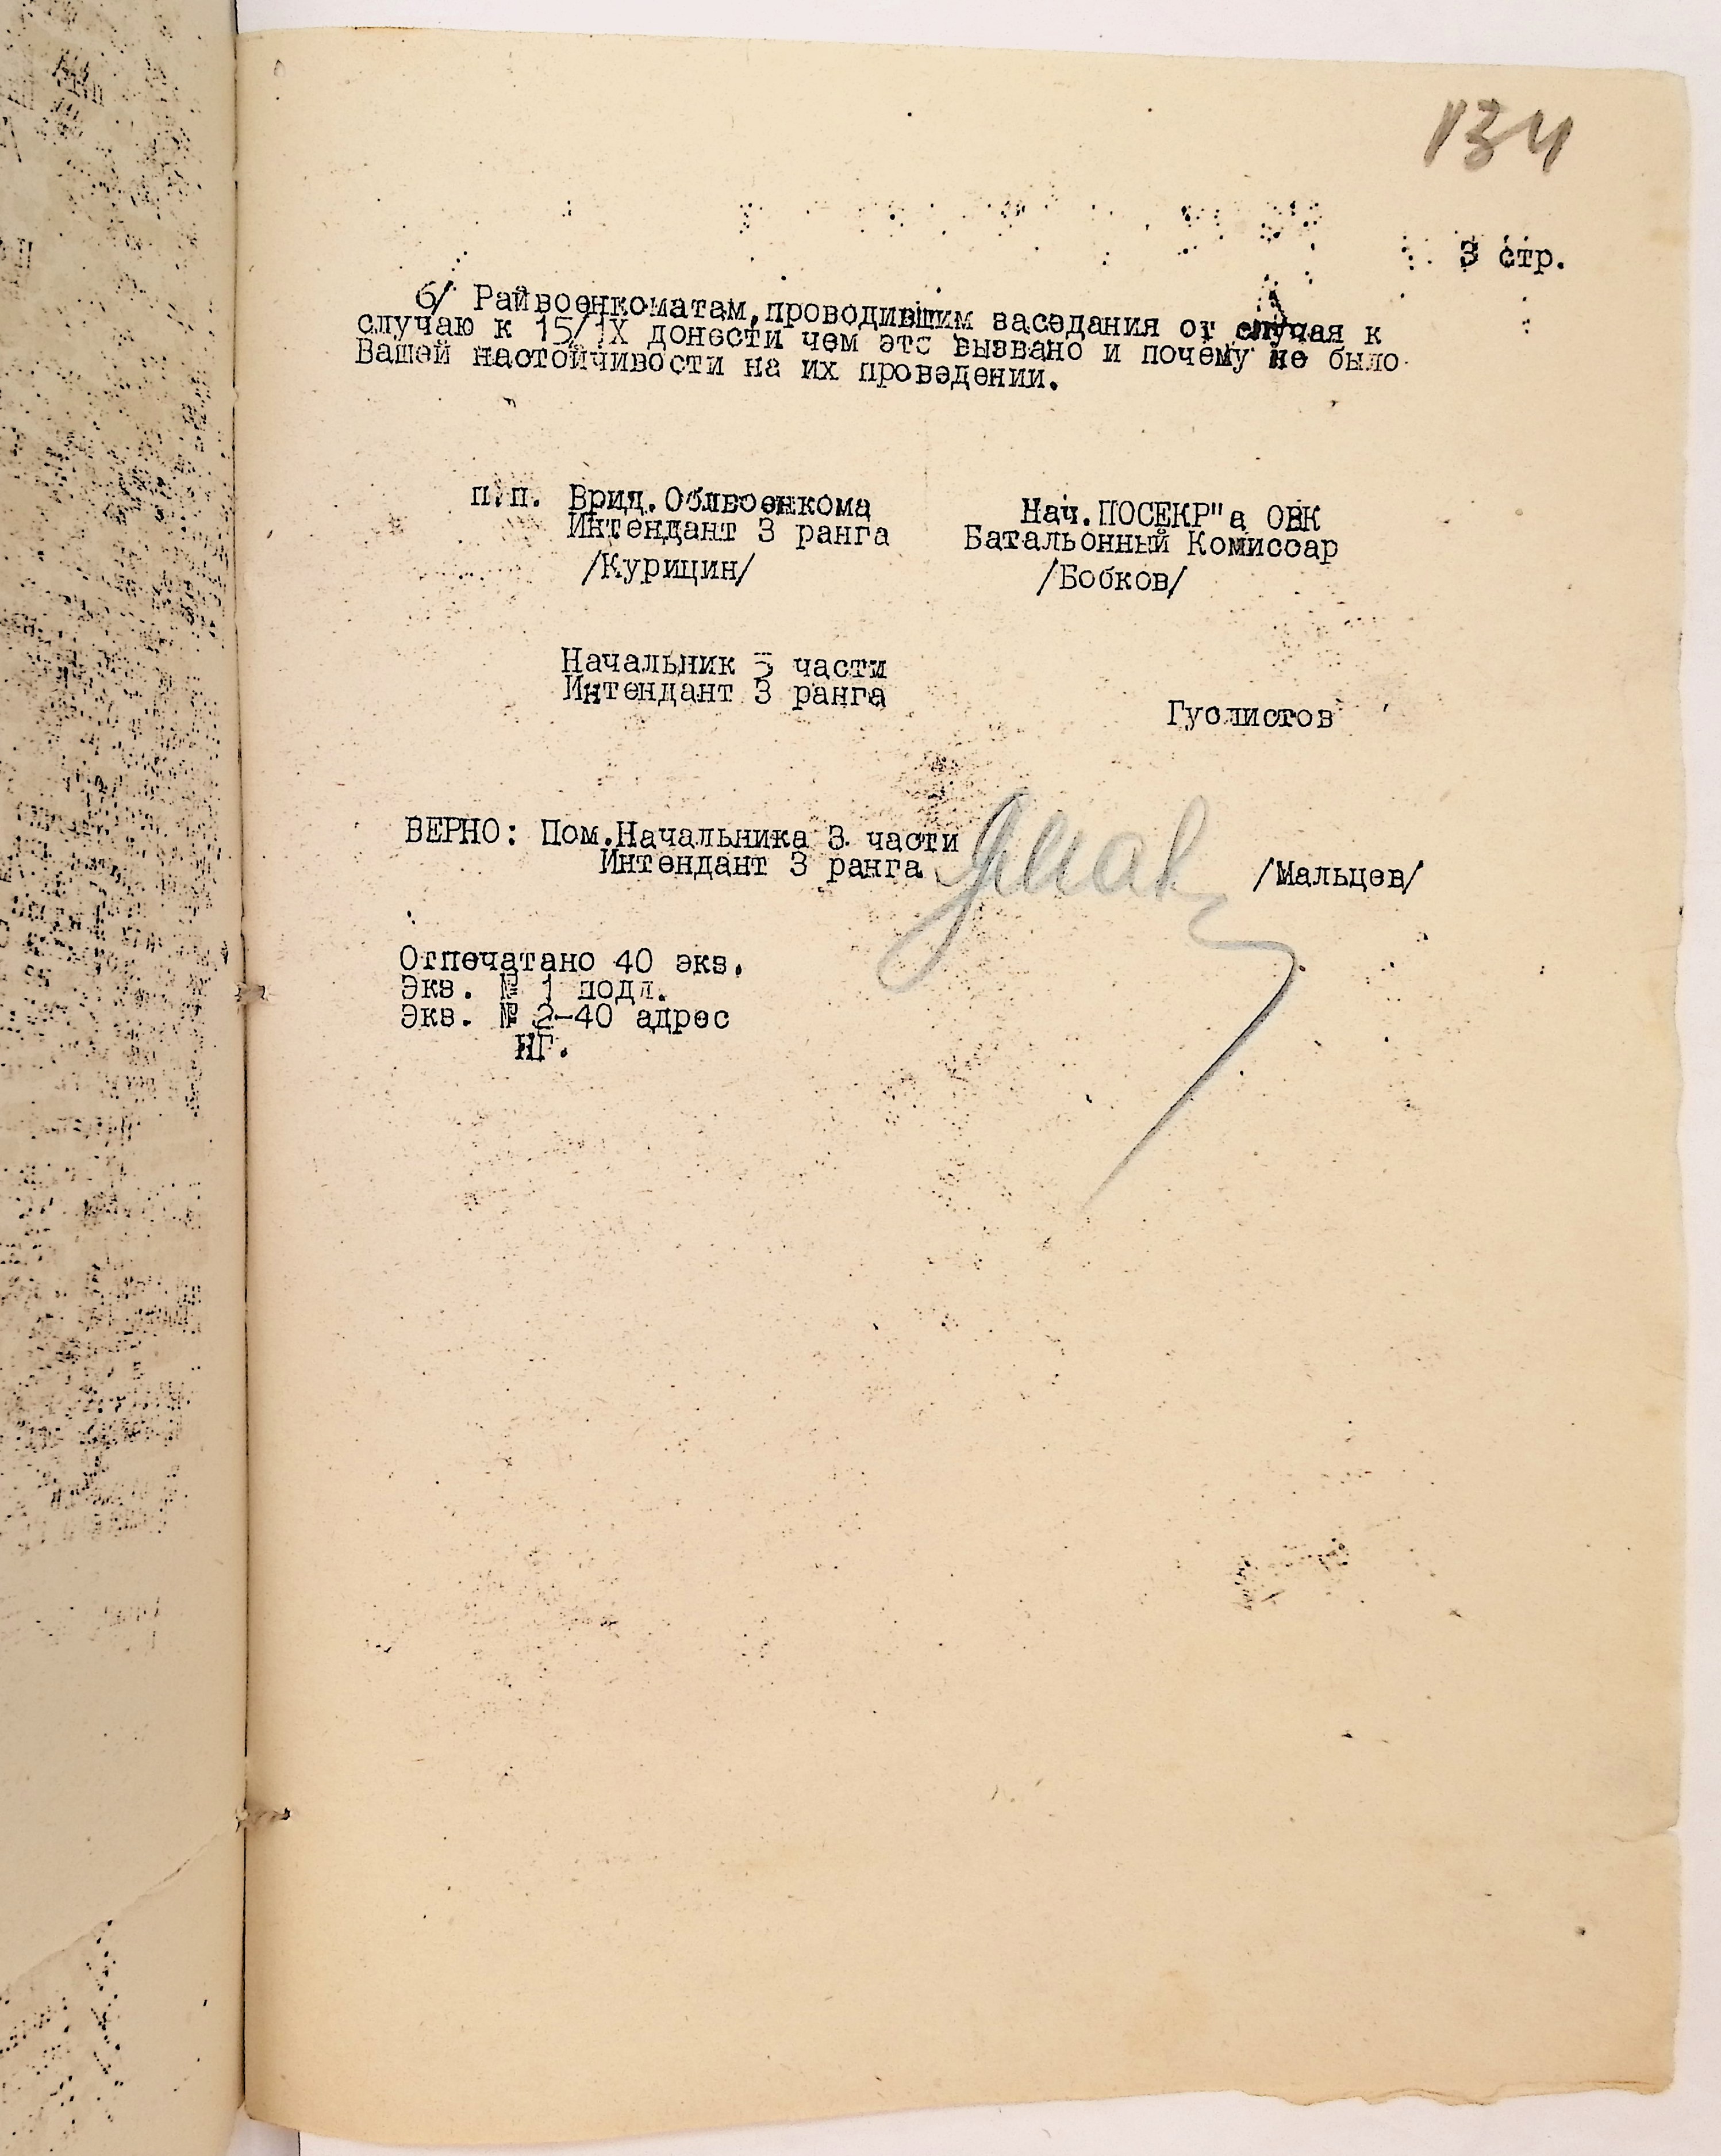 134
3 стр.
б/ Райвоенкоматам,проводившим заседания от случая к
случаю к 15/IX донести чем это вызвано и почему не было
Вашей настойчивости на их проведении.
п.п. Врид.Облвоенкома
Интендант 3 ранга
/Курицин/
Нач.ПОСЕКР"а ОВК
Батальонный Комиссар
/Бобков/
Начальник 3 части
Интендант 3 ранга
Гуслистов
ВЕРНО: Пом.Начальника 3 части
Интендант 3 ранга
/Мальцев/
Отпечатано 40 экз.
Экз. № 1 подл.
Экз. № 2-40 адрес
НГ.